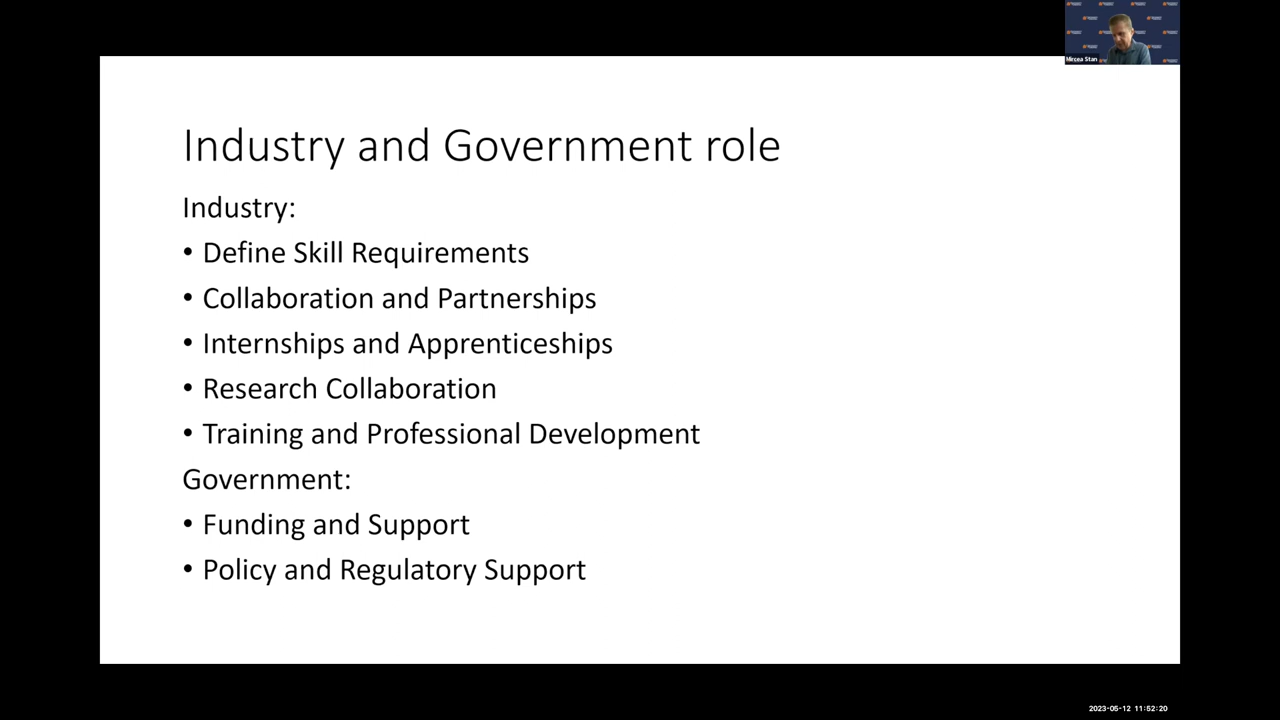 Mircea Stan
Industry and Government role
Industry:
• Define Skill Requirements
• Collaboration and Partnerships
• Internships and Apprenticeships
• Research Collaboration
• Training and Professional Development
Government:
• Funding and Support
• Policy and Regulatory Support
2023-05-12 11:52:20